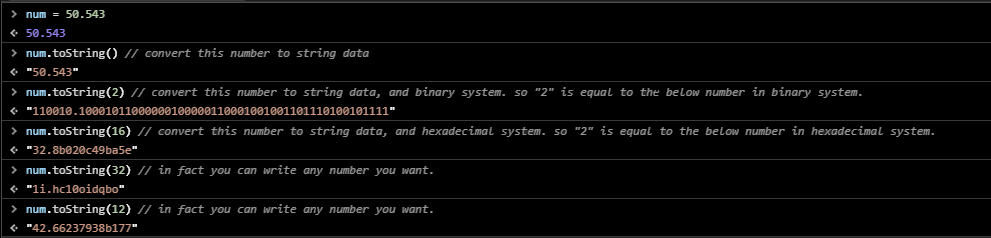 > num = 50.543
< 50.543
> num.toString() // convert this number to string data
< "50.543"
> num.toString(2) // convert this number to string data, and binary system. so "2" is equal to the below number in binary system.
< "110010.10001011000000100000110001001001101110100101111"
> num.toString(16) // convert this number to string data, and hexadecimal system. so "2" is equal to the below number in hexadecimal system.
< "32.8b020c49ba5e"
> num.toString(32) // in fact you can write any number you want.
< "1i.hc10oidqbo"
> num.toString(12) // in fact you can write any number you want.
< "42.66237938b177"